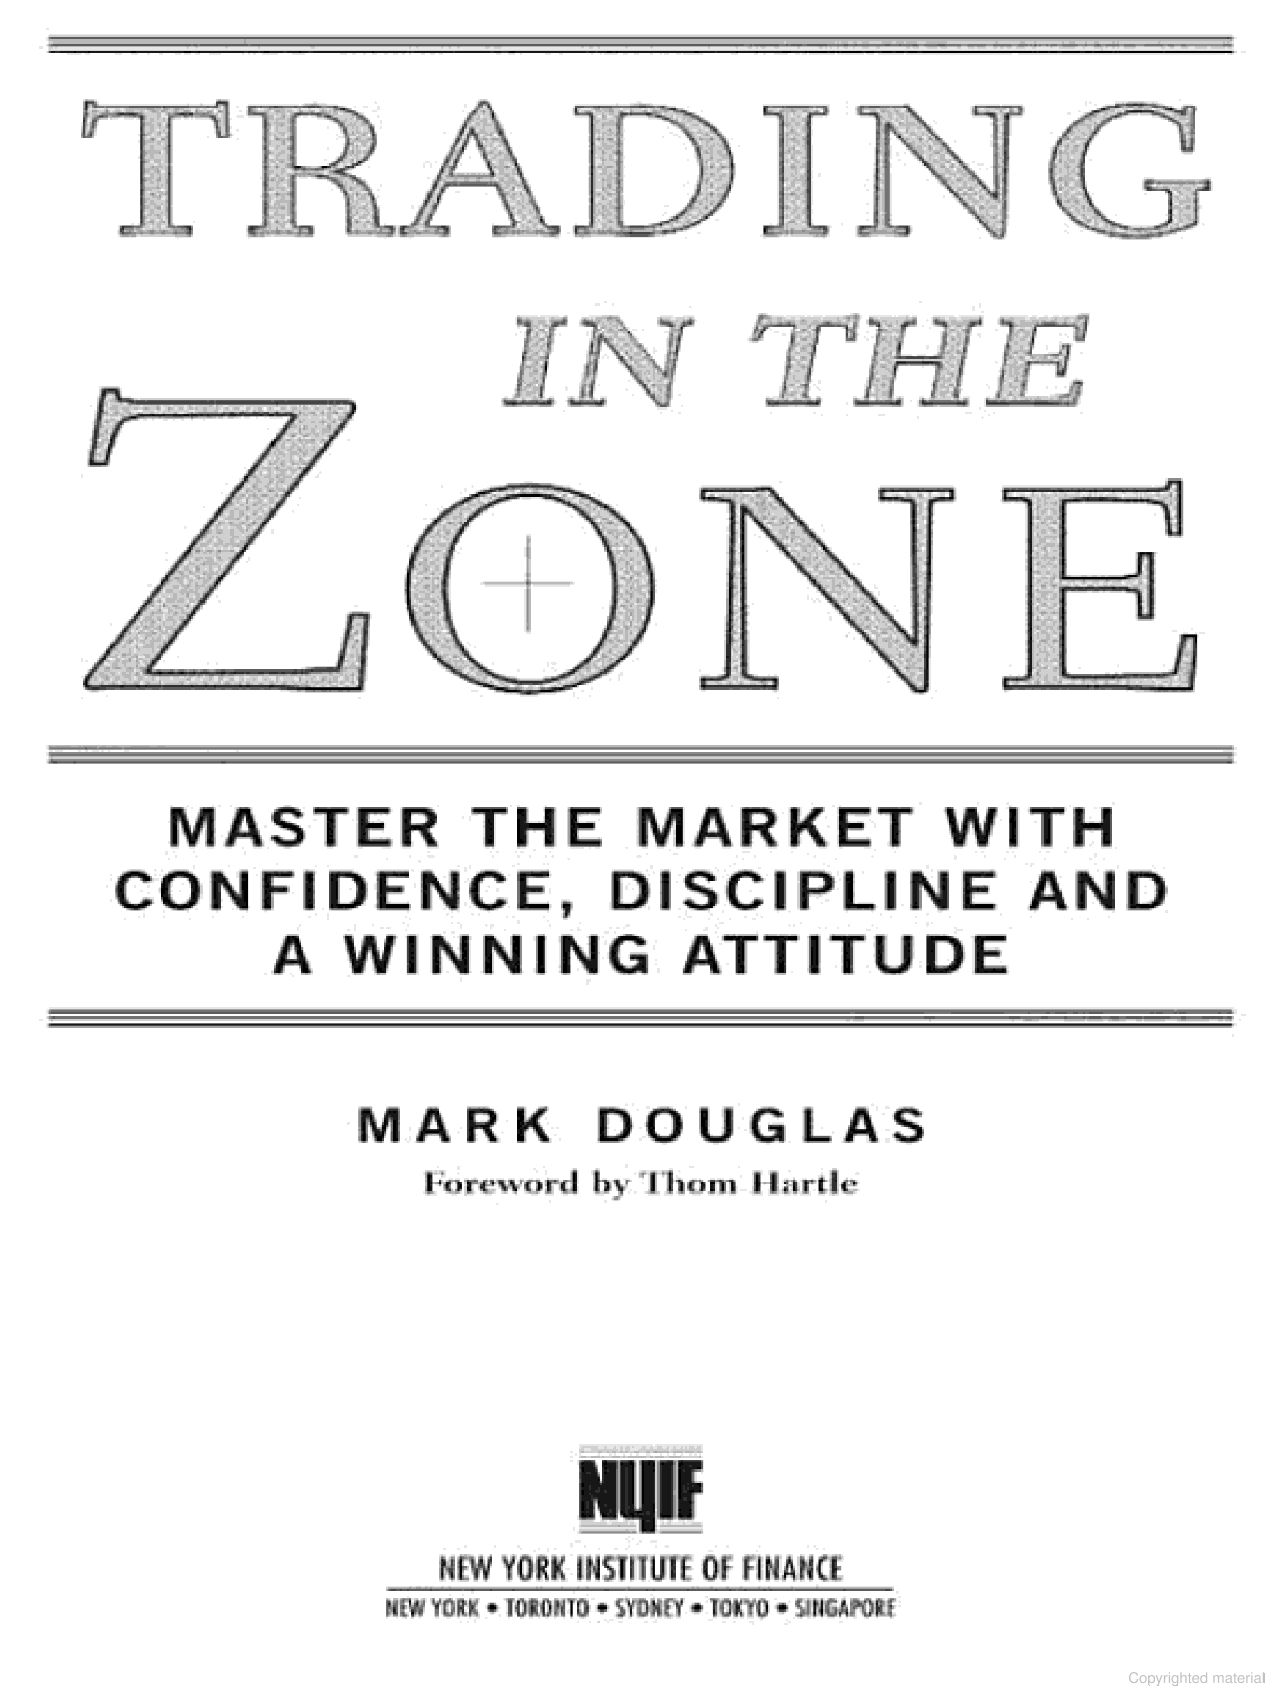 TRADING
IN THE
ZONE
MASTER THE MARKET WITH
CONFIDENCE, DISCIPLINE AND
A WINNING ATTITUDE
MARK DOUGLAS
Foreword by Thom Hartle
NYIF
NEW YORK INSTITUTE OF FINANCE
NEW YORK • TORONTO • SYDNEY • TOKYO • SINGAPORE
Copyrighted material